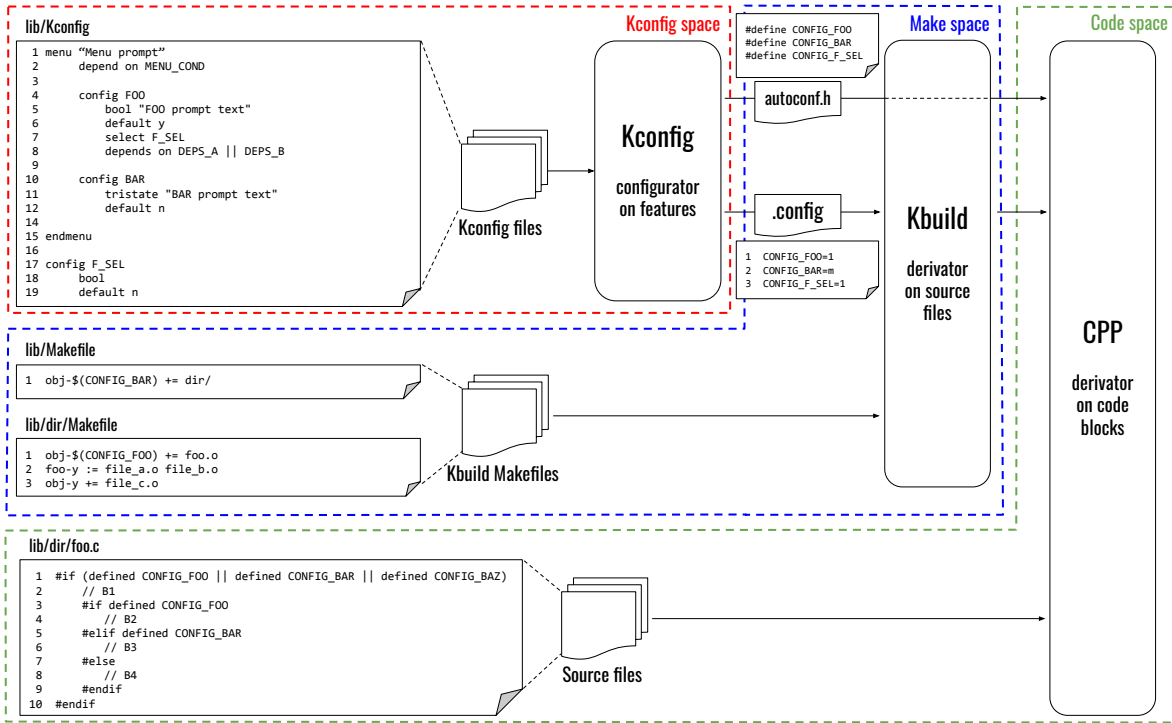 lib/Kconfig
1 menu “Menu prompt”
2     depend on MENU_COND
3
4     config FOO
5         bool "FOO prompt text"
6         default y
7         select F_SEL
8         depends on DEPS_A || DEPS_B
9
10     config BAR
11         tristate "BAR prompt text"
12         default n
13
14
15 endmenu
16
17 config F_SEL
18     bool
19     default n
Kconfig files
Kconfig space
Kconfig
configurator
on features
#define CONFIG_FOO
#define CONFIG_BAR
#define CONFIG_F_SEL
autoconf.h
.config
1 CONFIG_FOO=1
2 CONFIG_BAR=m
3 CONFIG_F_SEL=1
Make space
Kbuild
derivator
on source
files
Code space
CPP
derivator
on code
blocks
lib/Makefile
1 obj-$(CONFIG_BAR) += dir/
lib/dir/Makefile
1 obj-$(CONFIG_FOO) += foo.o
2 foo-y := file_a.o file_b.o
3 obj-y += file_c.o
Kbuild Makefiles
lib/dir/foo.c
1 #if (defined CONFIG_FOO || defined CONFIG_BAR || defined CONFIG_BAZ)
2     // B1
3     #if defined CONFIG_FOO
4         // B2
5     #elif defined CONFIG_BAR
6         // B3
7     #else
8         // B4
9     #endif
10 #endif
Source files